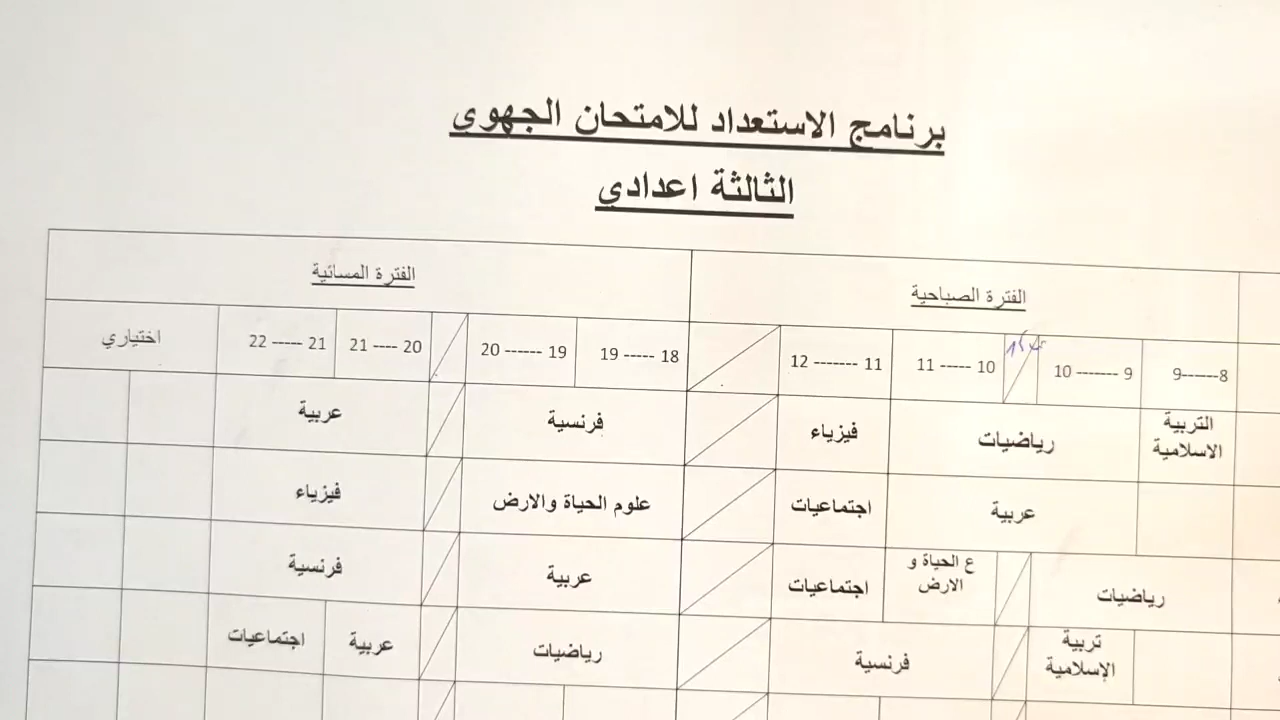 برنامج الاستعداد للامتحان الجهوي
الثالثة اعدادي
الفترة الصباحية
الفترة المسائية
8------9
9 ------- 10
10 ----- 11
11 ------- 12
18 ----- 19
19 ------ 20
20 ---- 21
21 ----- 22
اختياري
التربية
الاسلامية
رياضيات
فيزياء
فرنسية
عربية
عربية
اجتماعيات
علوم الحياة والارض
فيزياء
رياضيات
ع الحياة و
الارض
اجتماعيات
عربية
فرنسية
تربية
الإسلامية
فرنسية
رياضيات
عربية
اجتماعيات